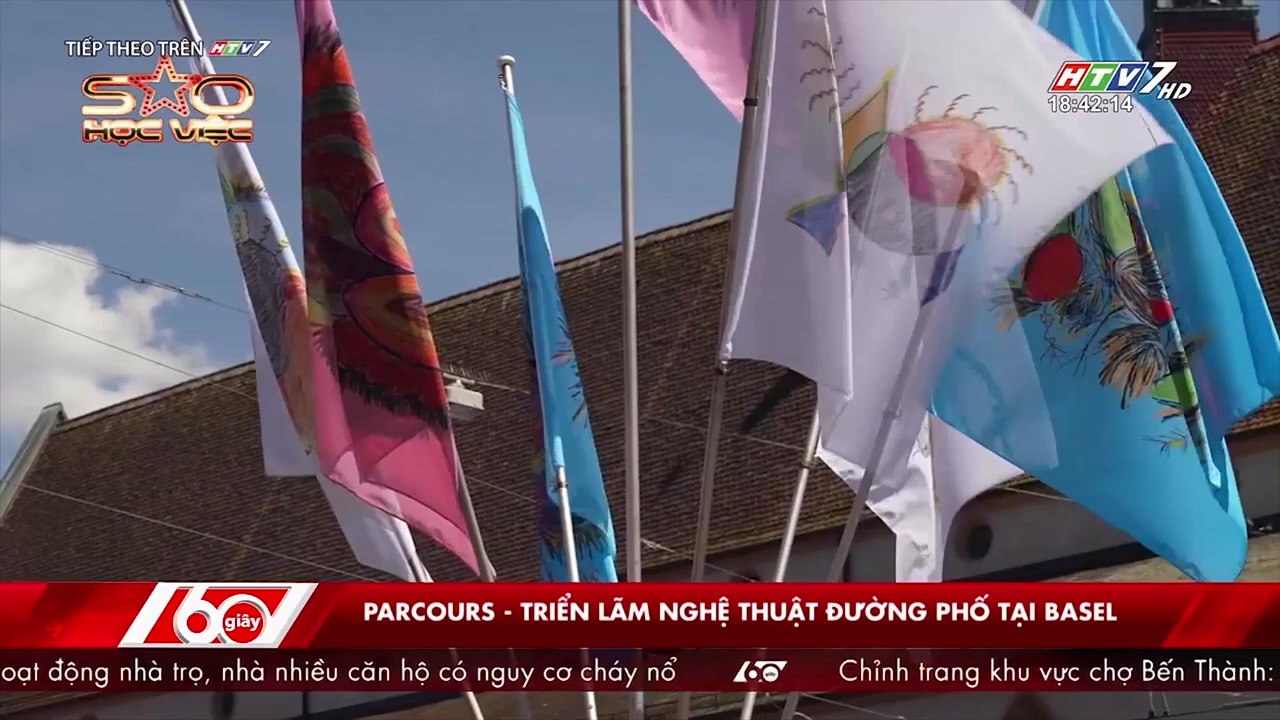 TIẾP THEO TRÊN HTV7
SAO
HỌC VIỆC
HTV7 HD
18:42:14
60 giây
PARCOURS - TRIỂN LÃM NGHỆ THUẬT ĐƯỜNG PHỐ TẠI BASEL
oạt động nhà trọ, nhà nhiều căn hộ có nguy cơ cháy nổ 60 giây Chỉnh trang khu vực chợ Bến Thành: